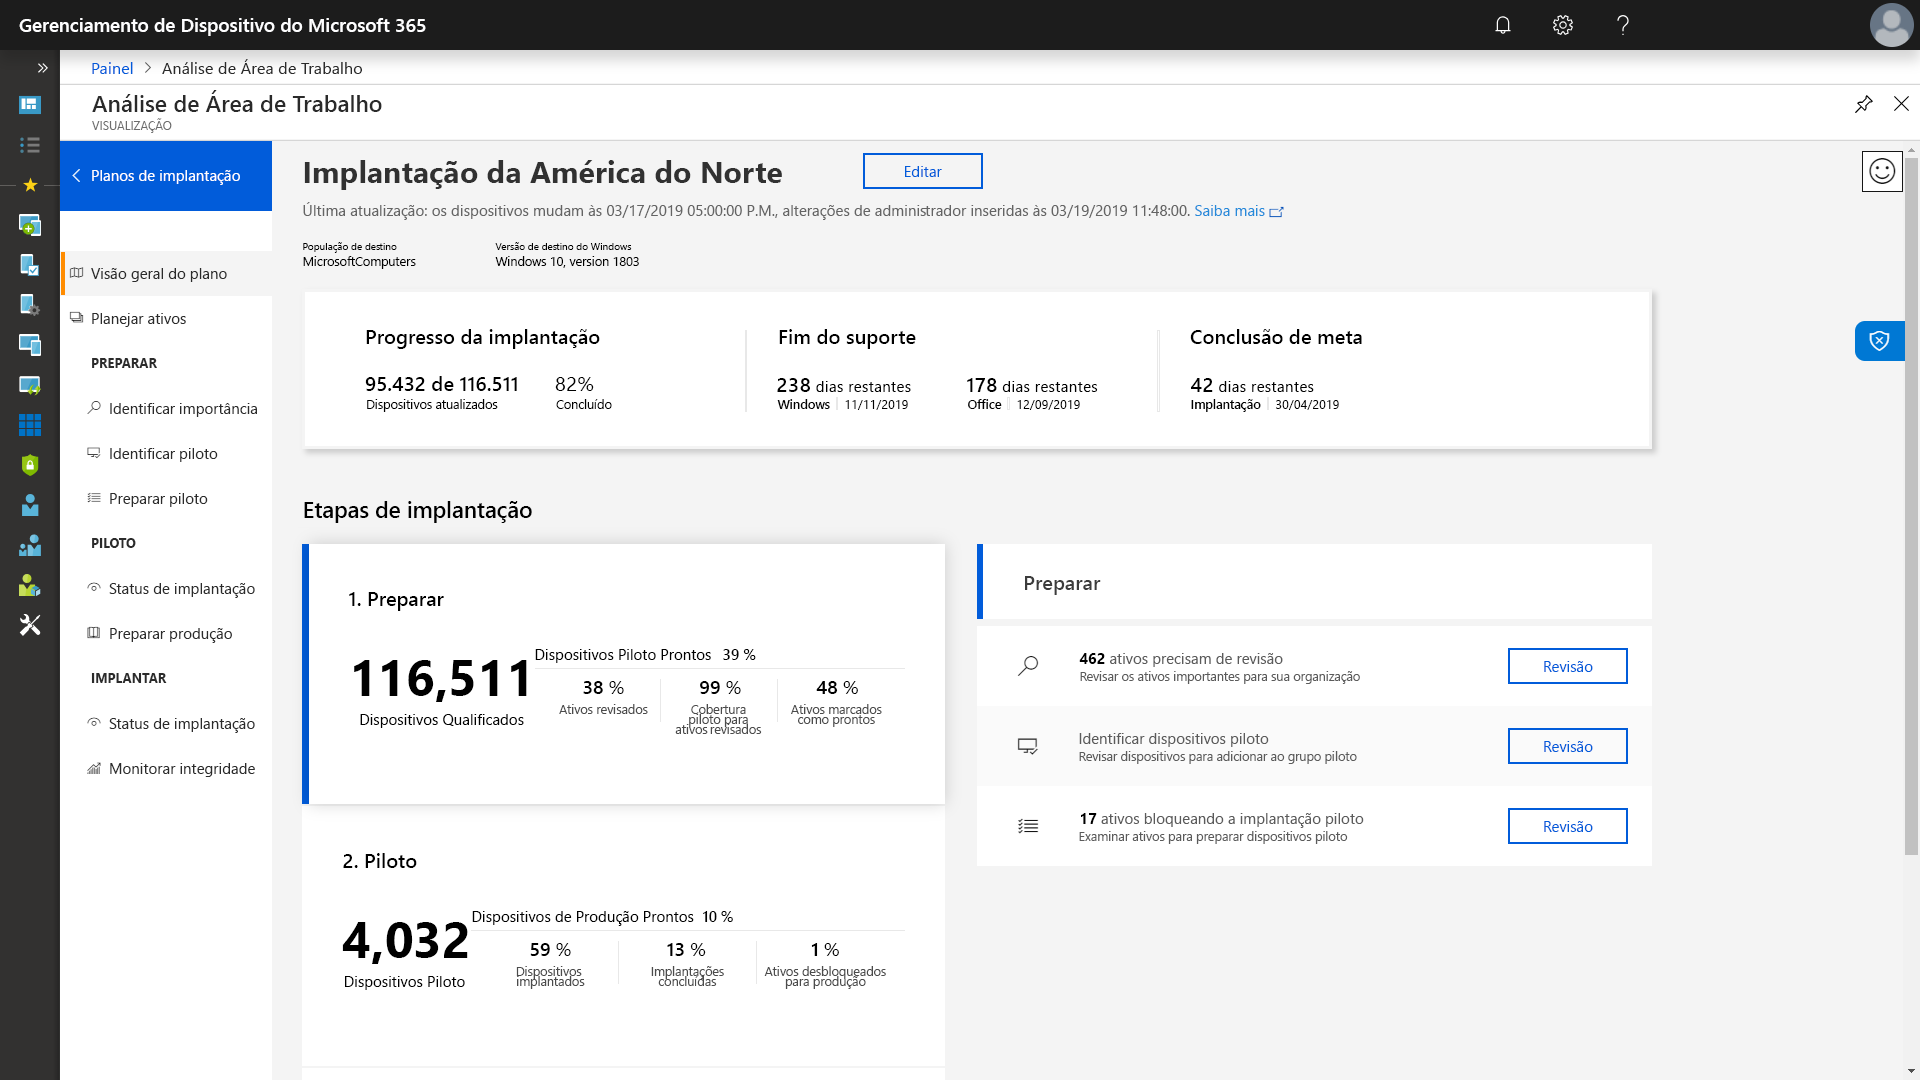 Gerenciamento de Dispositivo do Microsoft 365
Painel > Análise de Área de Trabalho
Análise de Área de Trabalho
VISUALIZAÇÃO
Planos de implantação
Visão geral do plano
Planejar ativos
PREPARAR
Identificar importância
Identificar piloto
Preparar piloto
PILOTO
Status de implantação
Preparar produção
IMPLANTAR
Status de implantação
Monitorar integridade
Implantação da América do Norte
Editar
Última atualização: os dispositivos mudam às 03/17/2019 05:00:00 P.M., alterações de administrador inseridas às 03/19/2019 11:48:00. Saiba mais
População de destino
MicrosoftComputers
Versão de destino do Windows
Windows 10, version 1803
Progresso da implantação
95.432 de 116.511
Dispositivos atualizados
82%
Concluído
Fim do suporte
238 dias restantes
Windows | 11/11/2019
178 dias restantes
Office | 12/09/2019
Conclusão de meta
42 dias restantes
Implantação | 30/04/2019
Etapas de implantação
1. Preparar
116,511
Dispositivos Qualificados
Dispositivos Piloto Prontos 39 %
38 %
Ativos revisados
99 %
Cobertura
piloto para
ativos revisados
48 %
Ativos marcados
como prontos
2. Piloto
4,032
Dispositivos Piloto
Dispositivos de Produção Prontos 10 %
59 %
Dispositivos
implantados
13 %
Implantações
concluídas
1 %
Ativos desbloqueados
para produção
Preparar
462 ativos precisam de revisão
Revisar os ativos importantes para sua organização
Revisão
Identificar dispositivos piloto
Revisar dispositivos para adicionar ao grupo piloto
Revisão
17 ativos bloqueando a implantação piloto
Examinar ativos para preparar dispositivos piloto
Revisão